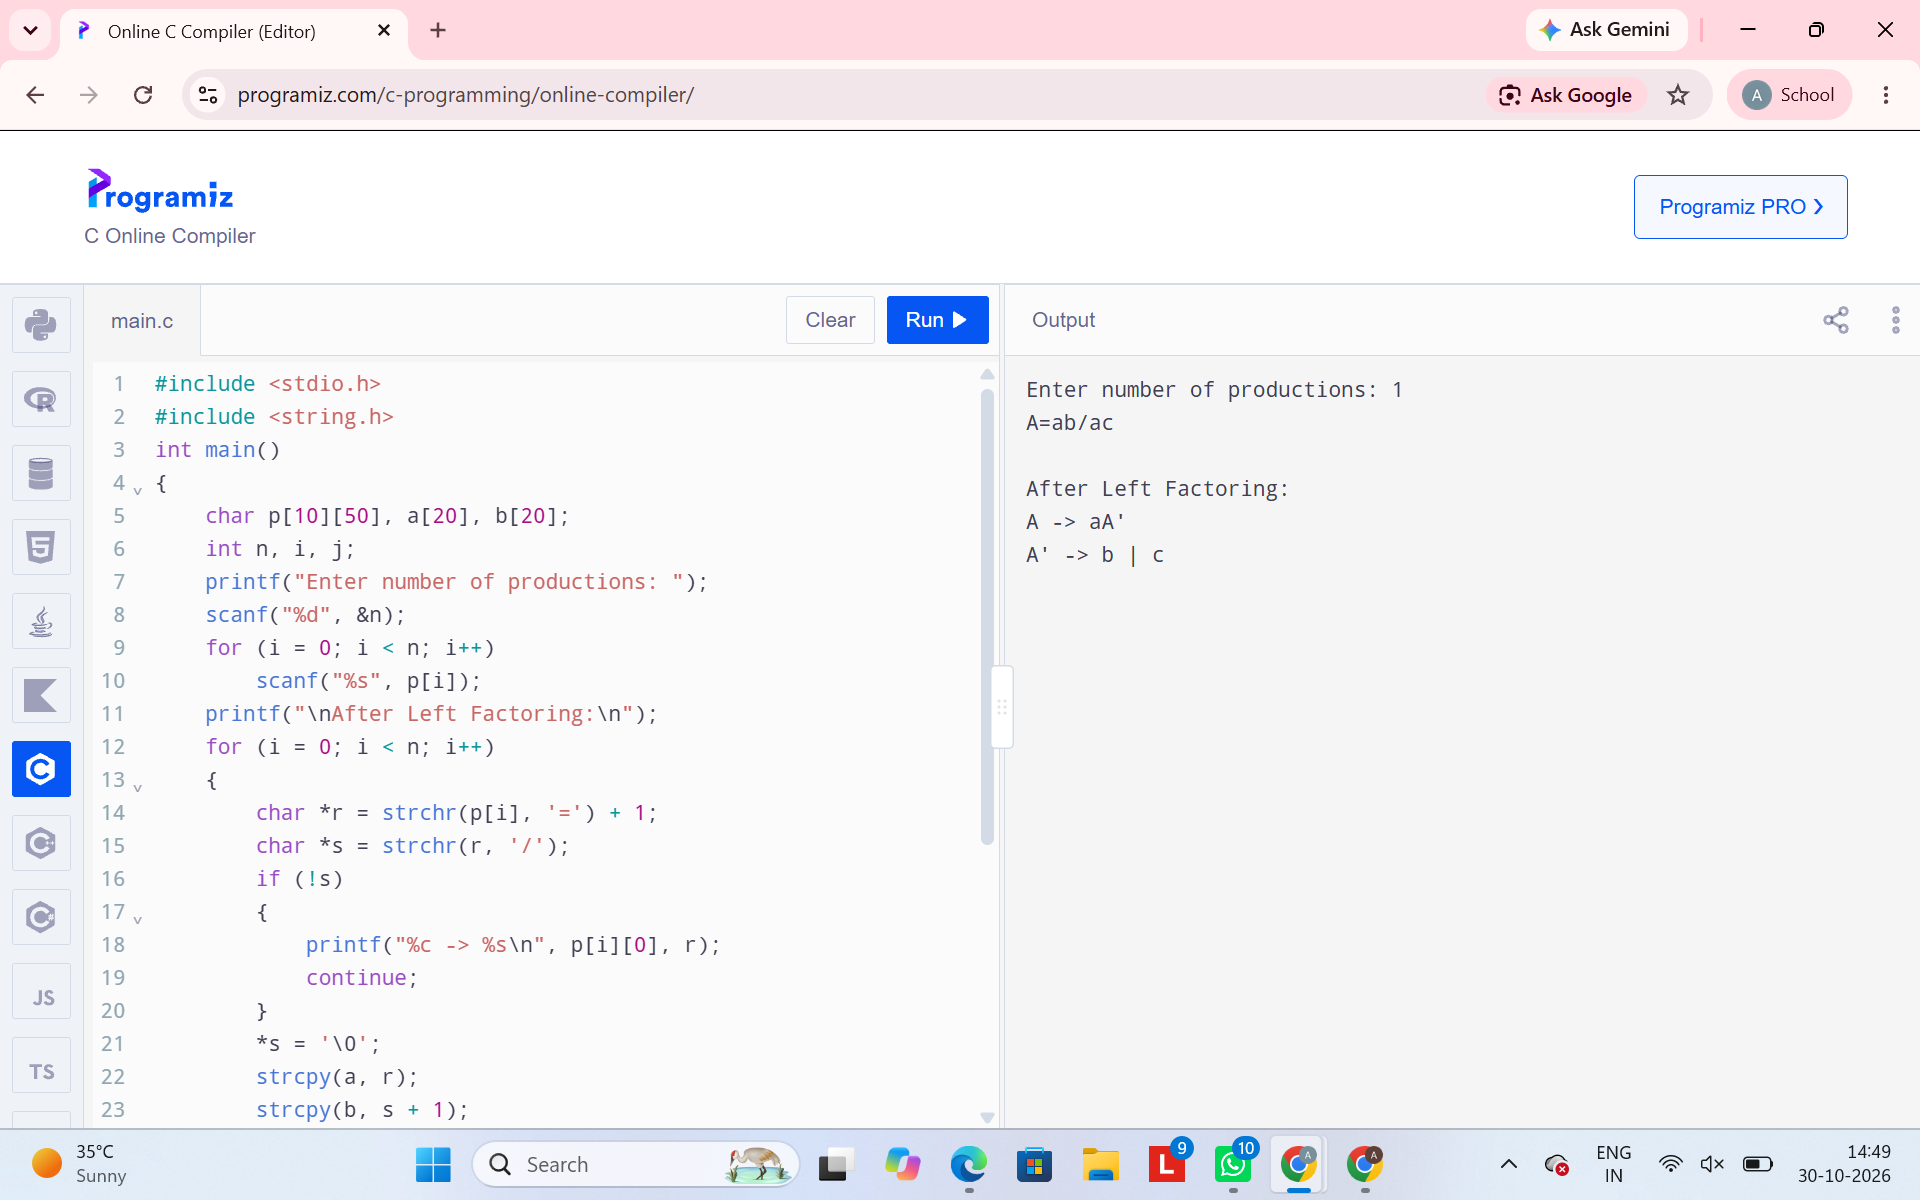 Online C Compiler (Editor)
Ask Gemini
programiz.com/c-programming/online-compiler/
Ask Google
A School
Programiz
C Online Compiler
Programiz PRO
main.c
Clear
Run
Output
1 #include <stdio.h>
2 #include <string.h>
3 int main()
4 {
5 char p[10][50], a[20], b[20];
6 int n, i, j;
7 printf("Enter number of productions: ");
8 scanf("%d", &n);
9 for (i = 0; i < n; i++)
10 scanf("%s", p[i]);
11 printf("\nAfter Left Factoring:\n");
12 for (i = 0; i < n; i++)
13 {
14 char *r = strchr(p[i], '=') + 1;
15 char *s = strchr(r, '/');
16 if (!s)
17 {
18 printf("%c -> %s\n", p[i][0], r);
19 continue;
20 }
21 *s = '\0';
22 strcpy(a, r);
23 strcpy(b, s + 1);
Enter number of productions: 1
A=ab/ac
After Left Factoring:
A -> aA'
A' -> b | c
R
5
C
C
C#
JS
TS
35°C
Sunny
Search
L
9
10
A
A
ENG
IN
14:49
30-10-2026